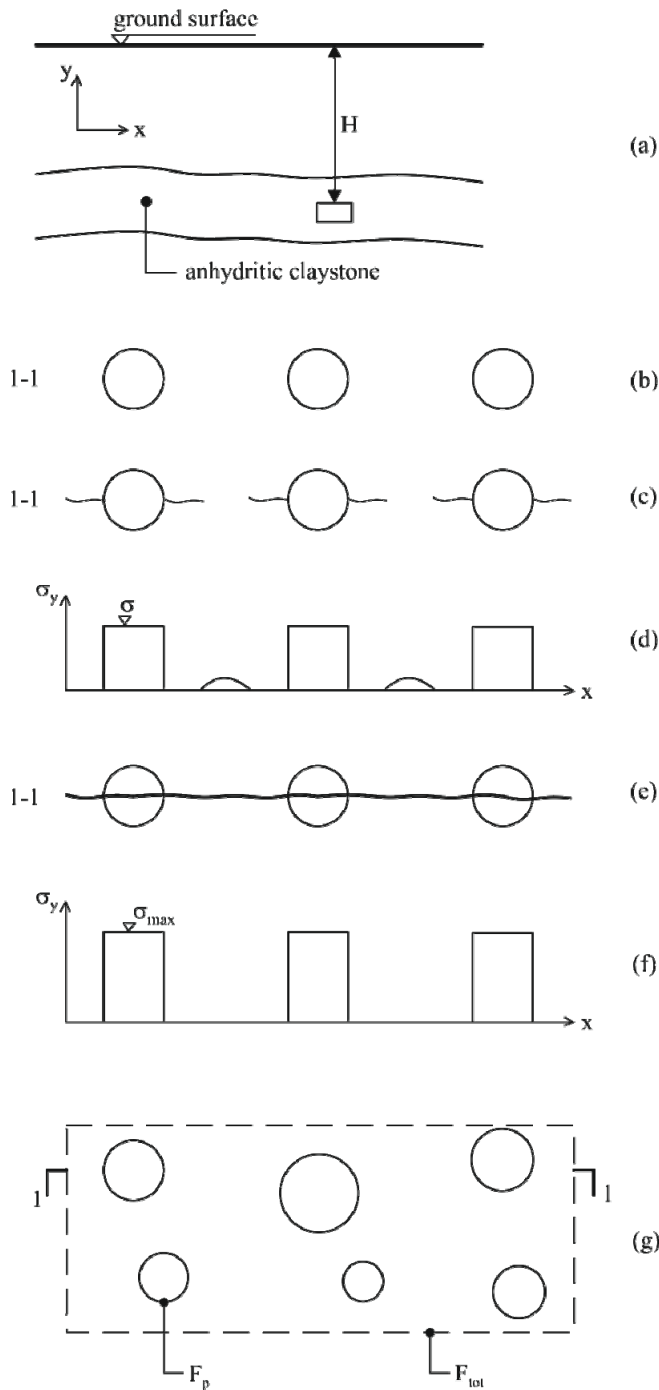 ground surface
y
x
H
(a)
anhydritic claystone
1-1
(b)
1-1
(c)
σy
σ
(d)
x
1-1
(e)
σy
σmax
(f)
x
1
1
(g)
Fp
Ftot